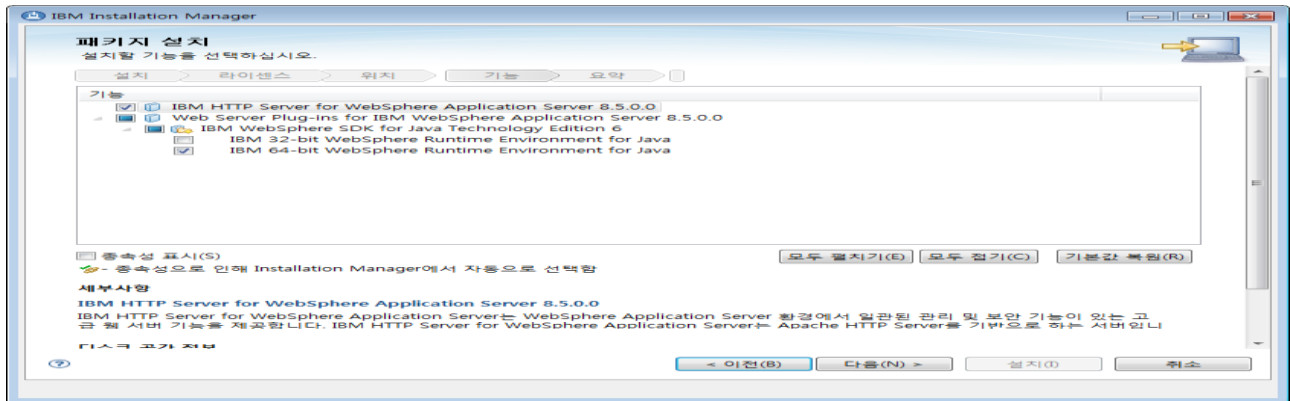 IBM Installation Manager
패키지 설치
설치할 기능을 선택하십시오.
설치 라이센스 위치 기능 요약
기능
IBM HTTP Server for WebSphere Application Server 8.5.0.0
Web Server Plug-ins for IBM WebSphere Application Server 8.5.0.0
IBM WebSphere SDK for Java Technology Edition 6
IBM 32-bit WebSphere Runtime Environment for Java
IBM 64-bit WebSphere Runtime Environment for Java
종속성 표시(S) 모두 펼치기(E) 모두 접기(C) 기본값 복원(R)
- 종속성으로 인해 Installation Manager에서 자동으로 선택함
세부사항
IBM HTTP Server for WebSphere Application Server 8.5.0.0
IBM HTTP Server for WebSphere Application Server는 WebSphere Application Server 환경에서 일관된 관리 및 보안 기능이 있는 고
급 웹 서버 기능을 제공합니다. IBM HTTP Server for WebSphere Application Server는 Apache HTTP Server를 기반으로 하는 서버입니
디스크 공간 정보
< 이전(B) 다음(N) > 설치(I) 취소